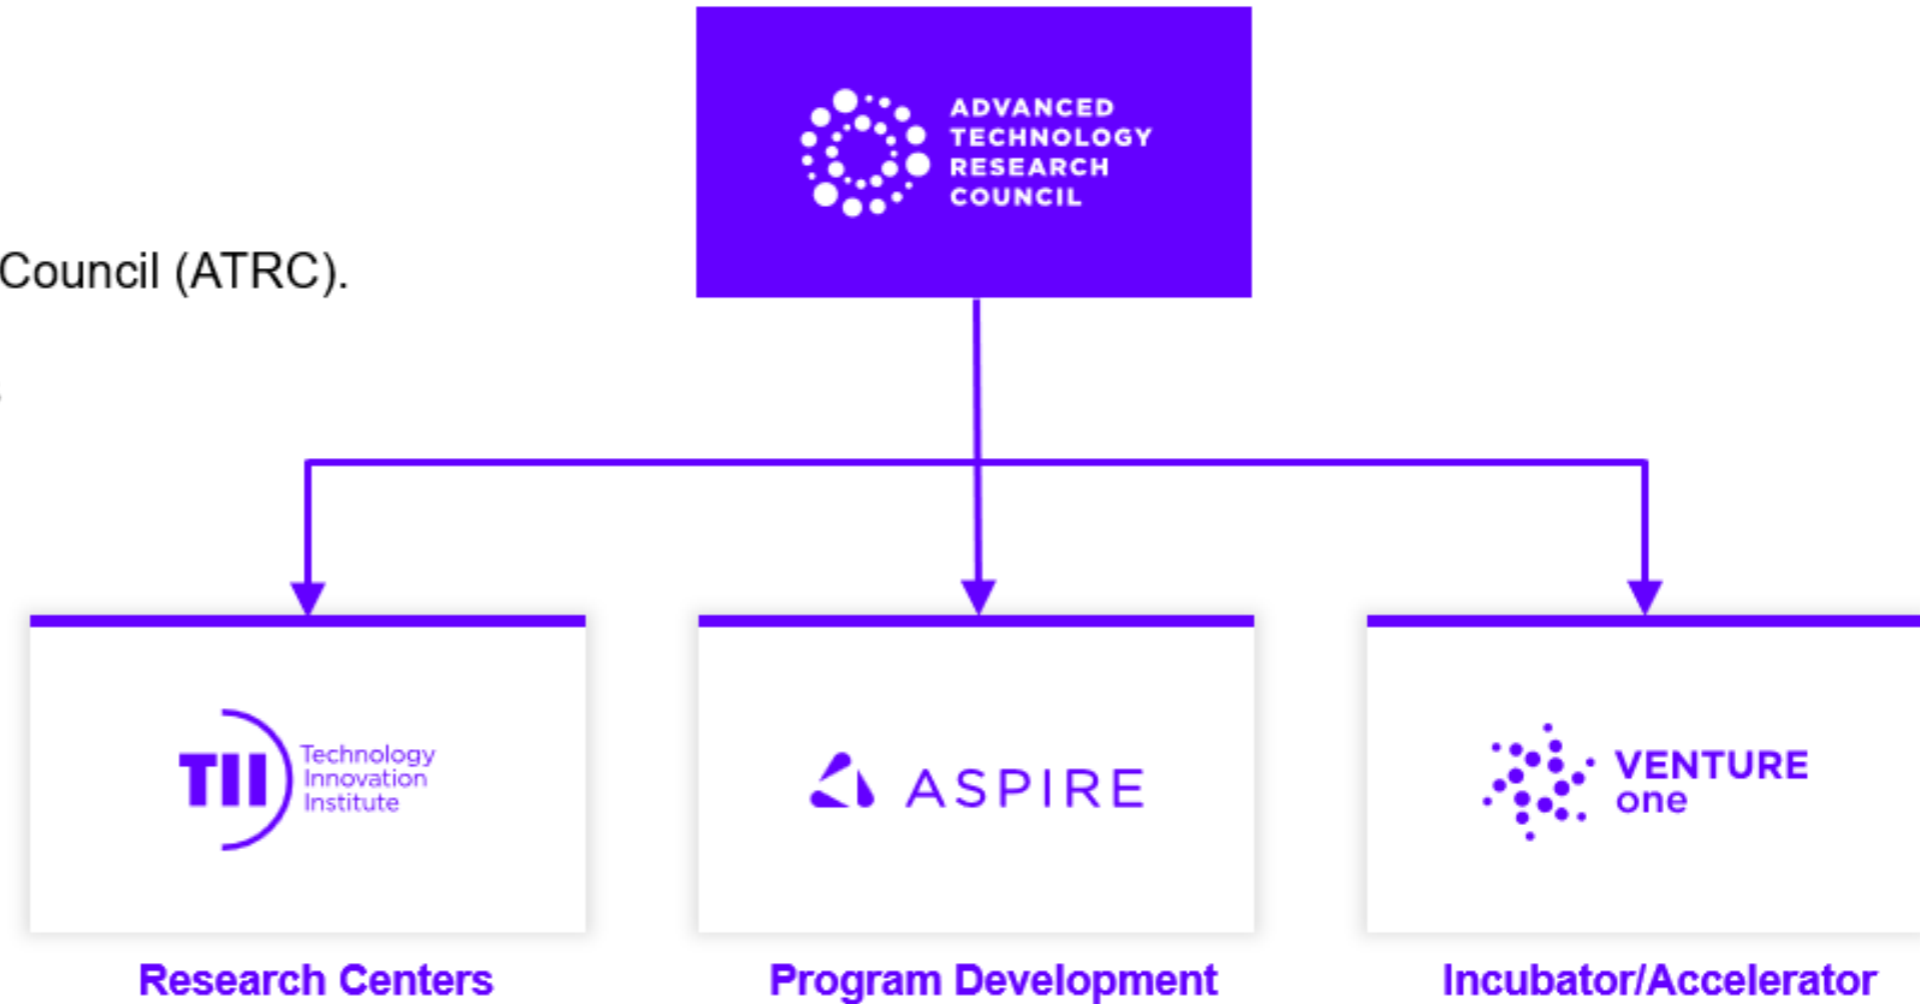 ADVANCED
TECHNOLOGY
RESEARCH
COUNCIL
Council (ATRC).
TII
Technology
Innovation
Institute
ASPIRE
VENTURE
one
Research Centers
Program Development
Incubator/Accelerator